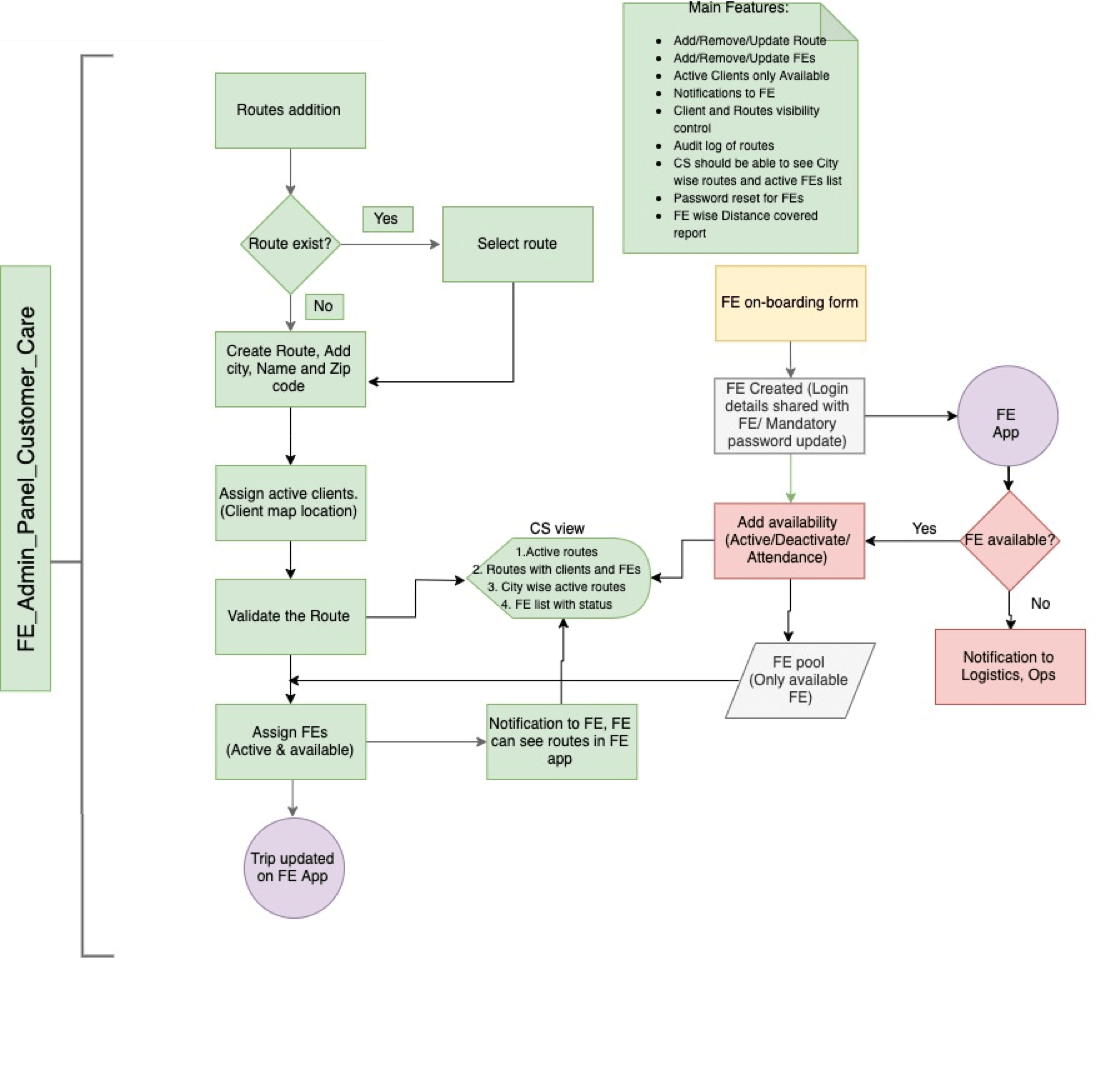 Main Features:
Add/Remove/Update Route
Add/Remove/Update FEs
Active Clients only Available
Notifications to FE
Client and Routes visibility
control
Audit log of routes
CS should be able to see City
wise routes and active FEs list
Password reset for FEs
FE wise Distance covered
report
FE_Admin_Panel_Customer_Care
Routes addition
Route exist?
Yes
Select route
No
Create Route, Add
city, Name and Zip
code
Assign active clients.
(Client map location)
Validate the Route
Assign FEs
(Active & available)
Trip updated
on FE App
CS view
1.Active routes
2. Routes with clients and FEs
3. City wise active routes
4. FE list with status
Notification to FE, FE
can see routes in FE
app
FE on-boarding form
FE Created (Login
details shared with
FE/ Mandatory
password update)
FE
App
Add availability
(Active/Deactivate/
Attendance)
Yes
FE available?
No
FE pool
(Only available
FE)
Notification to
Logistics, Ops